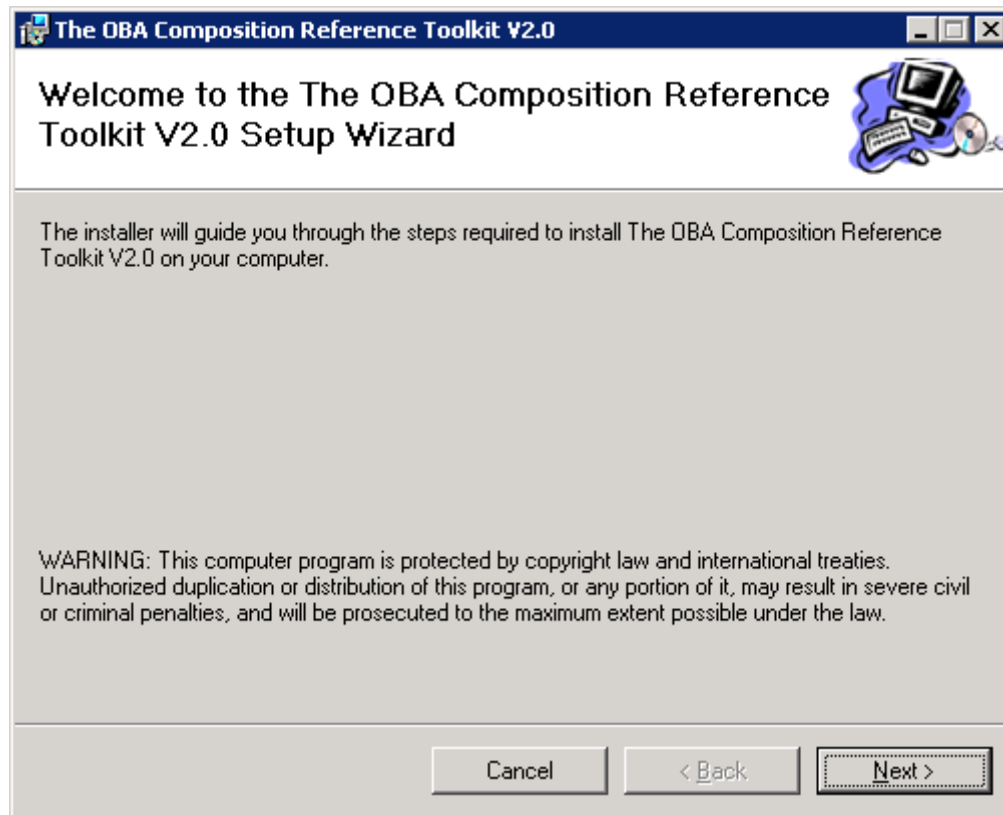 The OBA Composition Reference Toolkit V2.0
Welcome to the The OBA Composition Reference
Toolkit V2.0 Setup Wizard
The installer will guide you through the steps required to install The OBA Composition Reference
Toolkit V2.0 on your computer.
WARNING: This computer program is protected by copyright law and international treaties.
Unauthorized duplication or distribution of this program, or any portion of it, may result in severe civil
or criminal penalties, and will be prosecuted to the maximum extent possible under the law.
Cancel < Back Next >